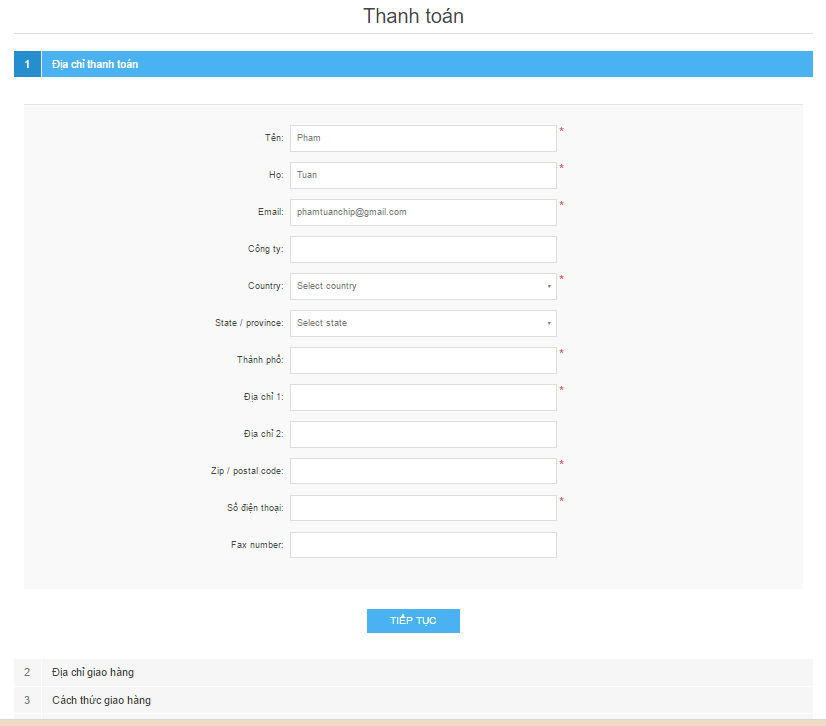 Thanh toán
1 Địa chỉ thanh toán
Tên: Pham *
Họ: Tuan *
Email: phamtuanchip@gmail.com *
Công ty:
Country: Select country *
State / province: Select state
Thành phố: *
Địa chỉ 1: *
Địa chỉ 2:
Zip / postal code: *
Số điện thoại: *
Fax number:
TIẾP TỤC
2 Địa chỉ giao hàng
3 Cách thức giao hàng